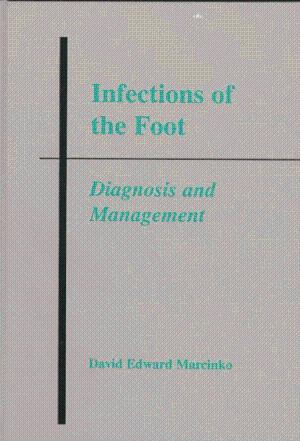 Infections of
the Foot
Diagnosis and
Management
David Edward Marcinko